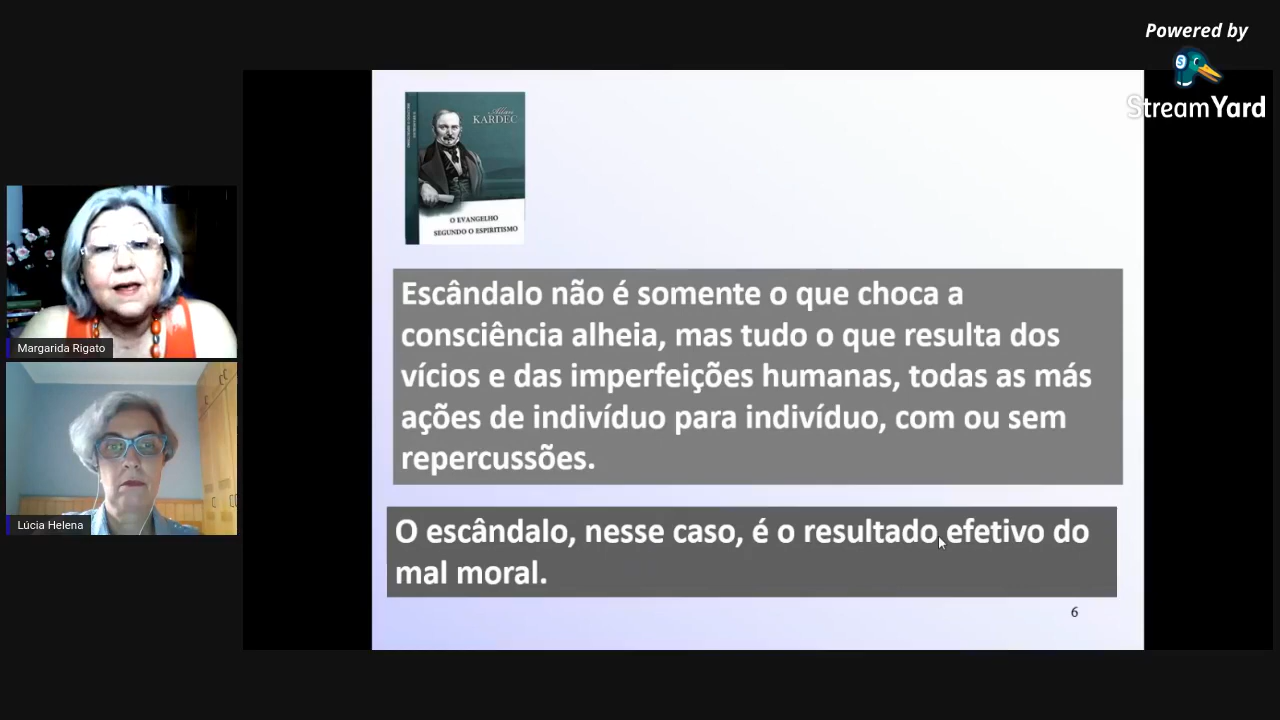 Powered by
StreamYard
Allan
KARDEC
O EVANGELHO
SEGUNDO O ESPIRITISMO
Escândalo não é somente o que choca a
consciência alheia, mas tudo o que resulta dos
vícios e das imperfeições humanas, todas as más
ações de indivíduo para indivíduo, com ou sem
repercussões.
O escândalo, nesse caso, é o resultado efetivo do
mal moral.
6
Margarida Rigato
Lúcia Helena